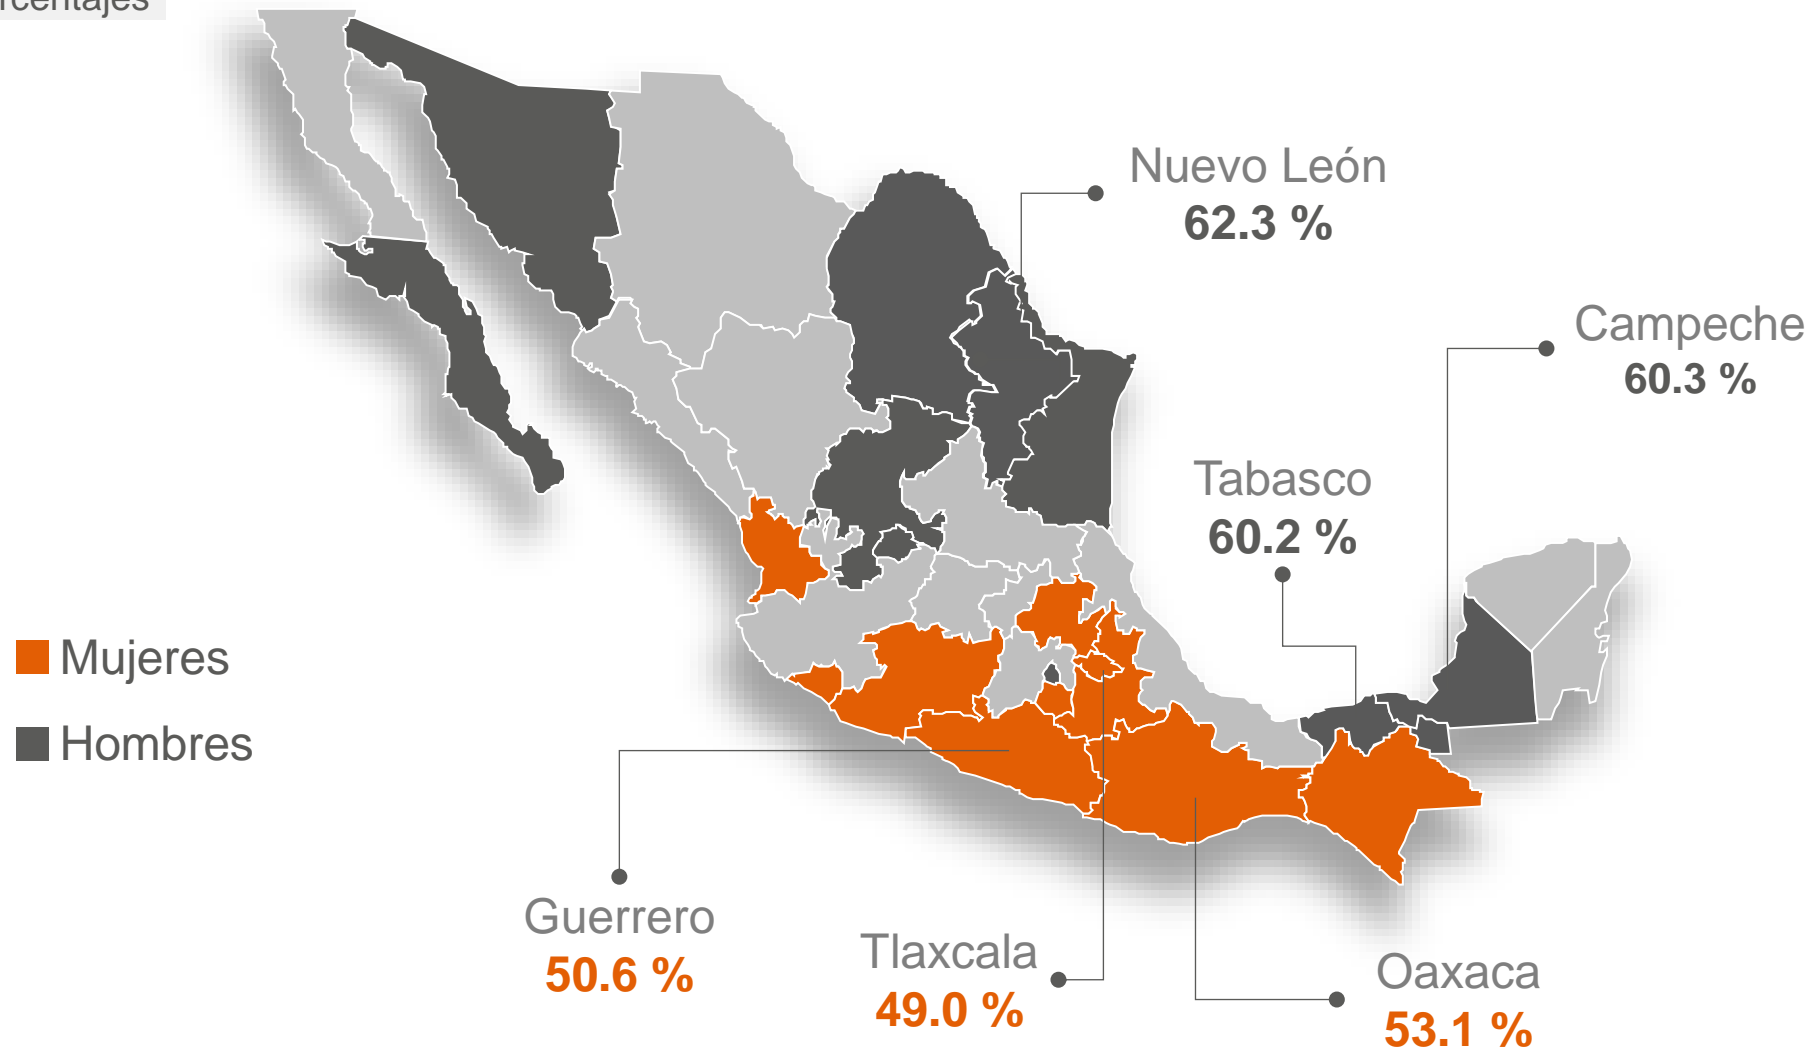 Nuevo León
62.3 %
Campeche
60.3 %
Tabasco
60.2 %
Mujeres
Hombres
Guerrero
50.6 %
Tlaxcala
49.0 %
Oaxaca
53.1 %